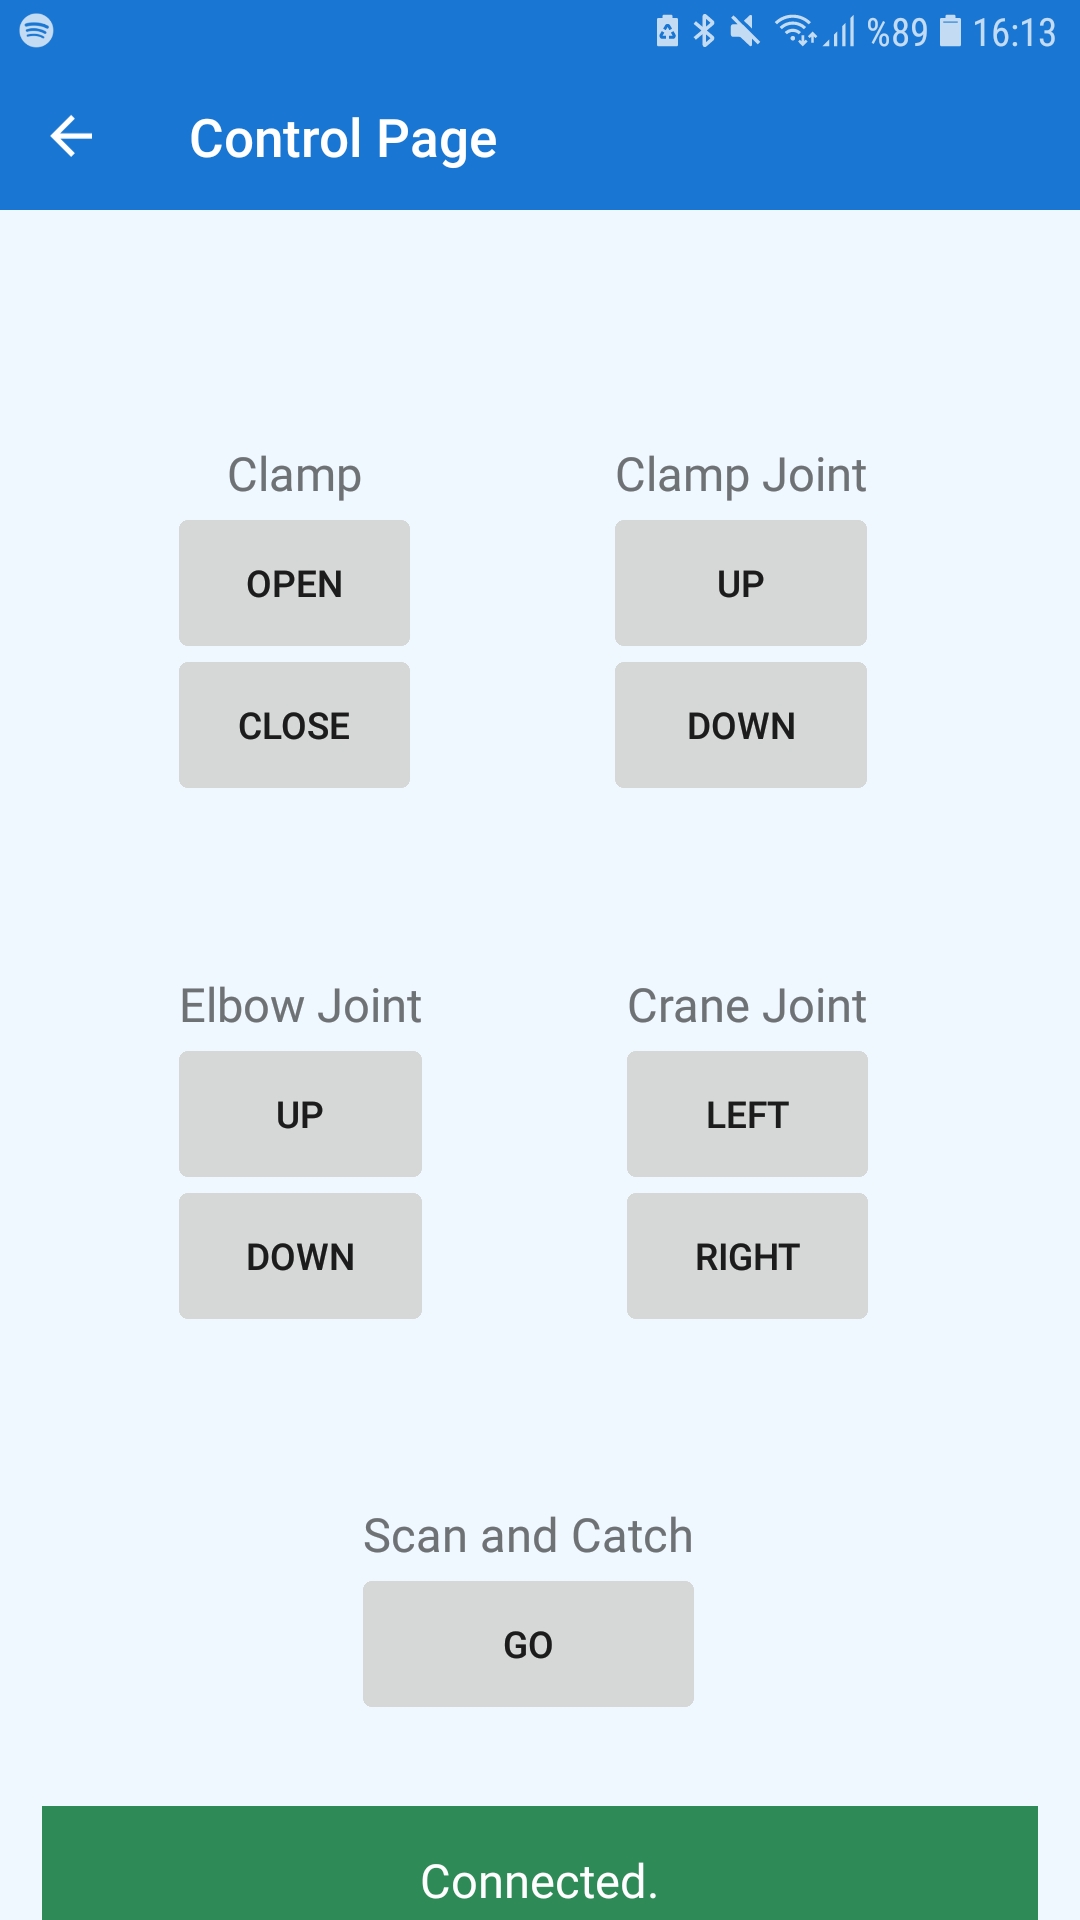 %89 16:13
Control Page
Clamp
Clamp Joint
OPEN
UP
CLOSE
DOWN
Elbow Joint
Crane Joint
UP
LEFT
DOWN
RIGHT
Scan and Catch
GO
Connected.